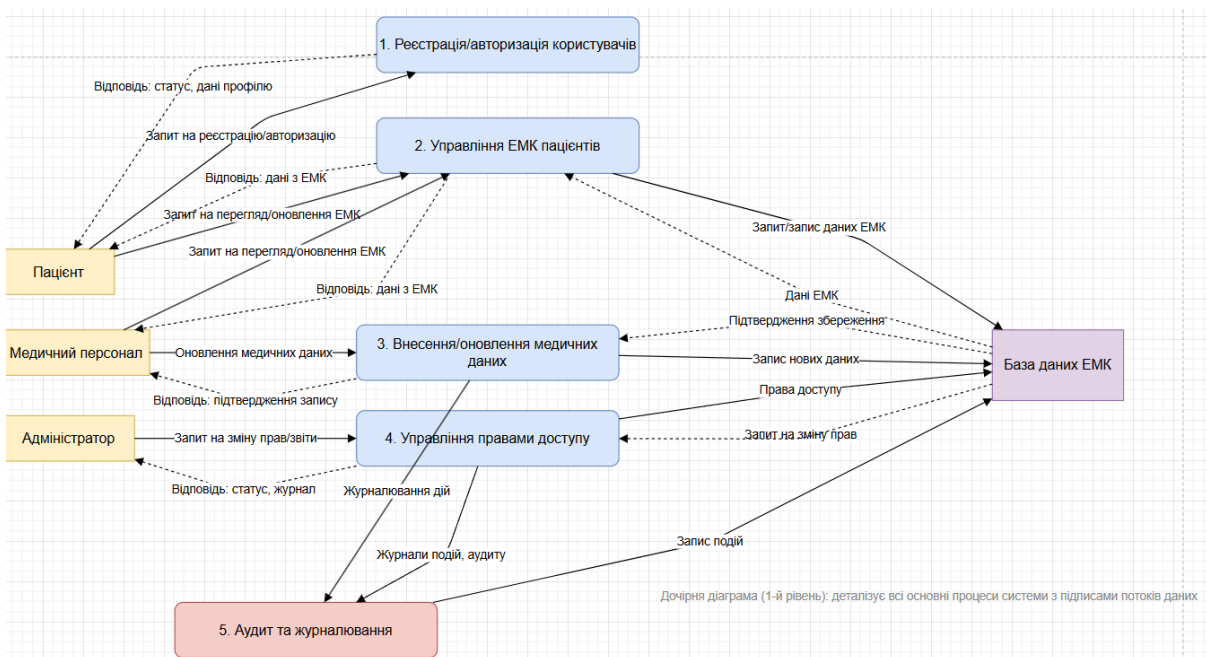 1. Реєстрація/авторизація користувачів
Відповідь: статус, дані профілю
Запит на реєстрацію/авторизацію
2. Управління ЕМК пацієнтів
Відповідь: дані з ЕМК
Запит на перегляд/оновлення ЕМК
Запит/запис даних ЕМК
Запит на перегляд/оновлення ЕМК
Пацієнт
Відповідь: дані з ЕМК
Дані ЕМК
Підтвердження збереження
Медичний персонал
Оновлення медичних даних
3. Внесення/оновлення медичних
даних
Запис нових даних
База даних ЕМК
Права доступу
Відповідь: підтвердження запису
Адміністратор
Запит на зміну прав/звіти
4. Управління правами доступу
Запит на зміну прав
Відповідь: статус, журнал
Журналювання дій
Запис подій
Журнали подій, аудиту
Дочірня діаграма (1-й рівень): деталізує всі основні процеси системи з підписами потоків даних
5. Аудит та журналювання